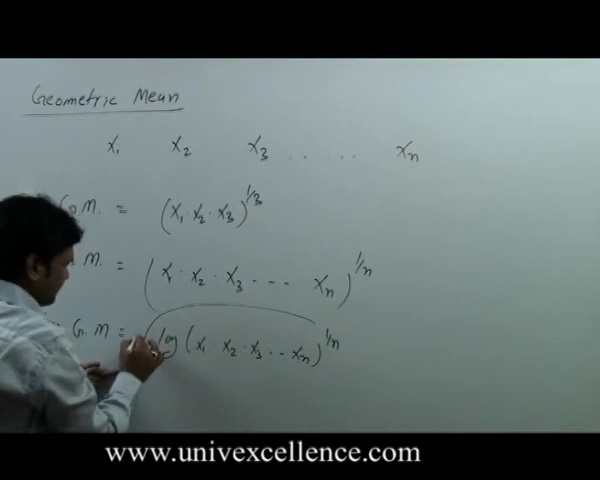 Geometric Mean
X₁ X₂ X₃ . . . . . Xn
G.M. = (X₁ · X₂ · X₃)^1/3
M. = (X₁ · X₂ · X₃ - - - Xn)^1/n
G.M = log (X₁ · X₂ · X₃ .. Xn)^1/n
www.univexcellence.com